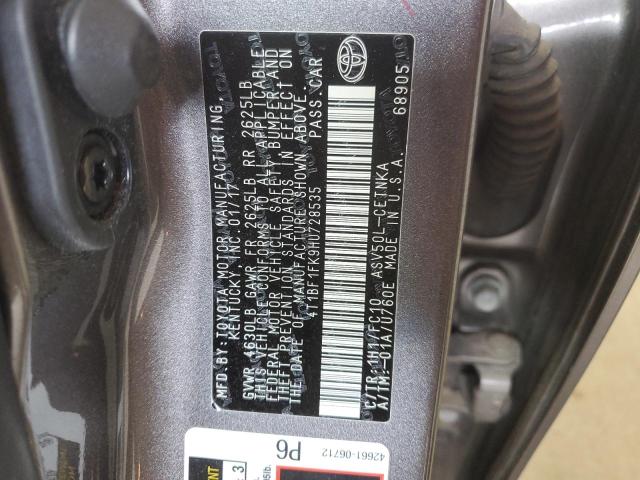 MFD. BY: TOYOTA MOTOR MANUFACTURING,
KENTUCKY, INC. 01/17
GVWR 4630LB GAWR FR 2625LB RR 2625LB
THIS VEHICLE CONFORMS TO ALL APPLICABLE
FEDERAL MOTOR VEHICLE SAFETY, BUMPER, AND
THEFT PREVENTION STANDARDS IN EFFECT ON
THE DATE OF MANUFACTURE SHOWN ABOVE.
4T1BF1FK9HU728535 PASS. CAR
C/TR: 1H1/FC10 ASV50L-CETNKA
A/TM:-01A/U760E MADE IN U.S.A.
68905
42661-06712
P6
3